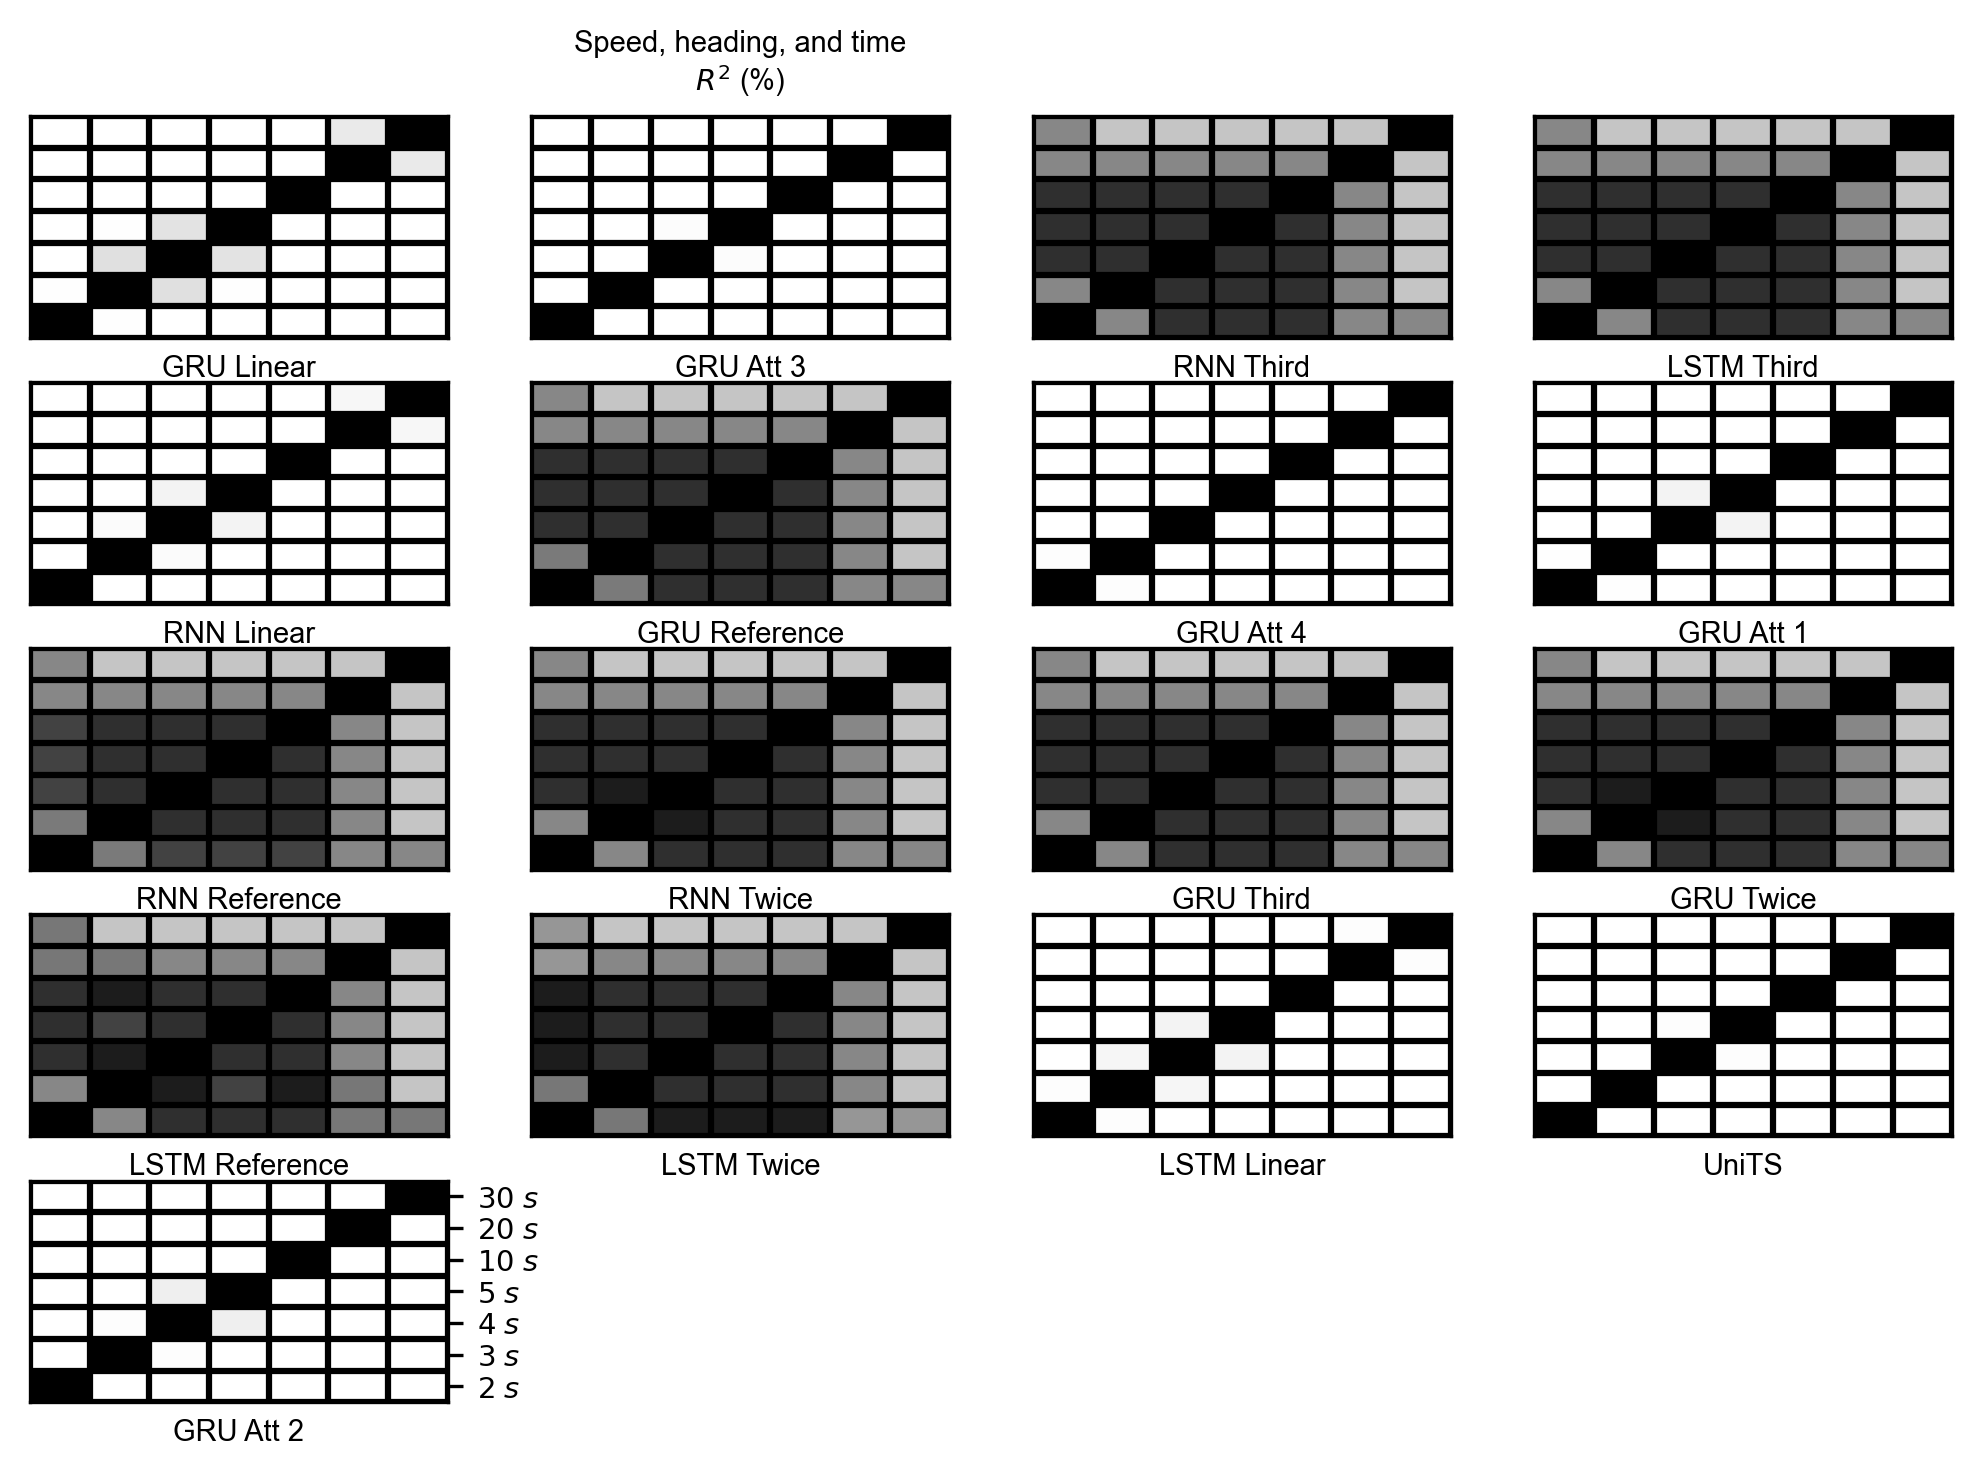 Speed, heading, and time
R² (%)
GRU Linear
GRU Att 3
RNN Third
LSTM Third
RNN Linear
GRU Reference
GRU Att 4
GRU Att 1
RNN Reference
RNN Twice
GRU Third
GRU Twice
LSTM Reference
LSTM Twice
LSTM Linear
UniTS
30 s
20 s
10 s
5 s
4 s
3 s
2 s
GRU Att 2